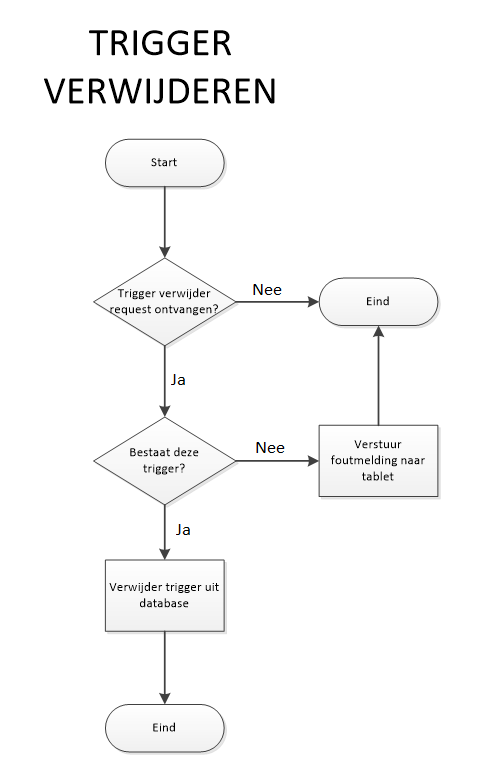 TRIGGER
VERWIJDEREN
Start
Trigger verwijder
request ontvangen?
Nee
Eind
Ja
Bestaat deze
trigger?
Nee
Verstuur
foutmelding naar
tablet
Ja
Verwijder trigger uit
database
Eind